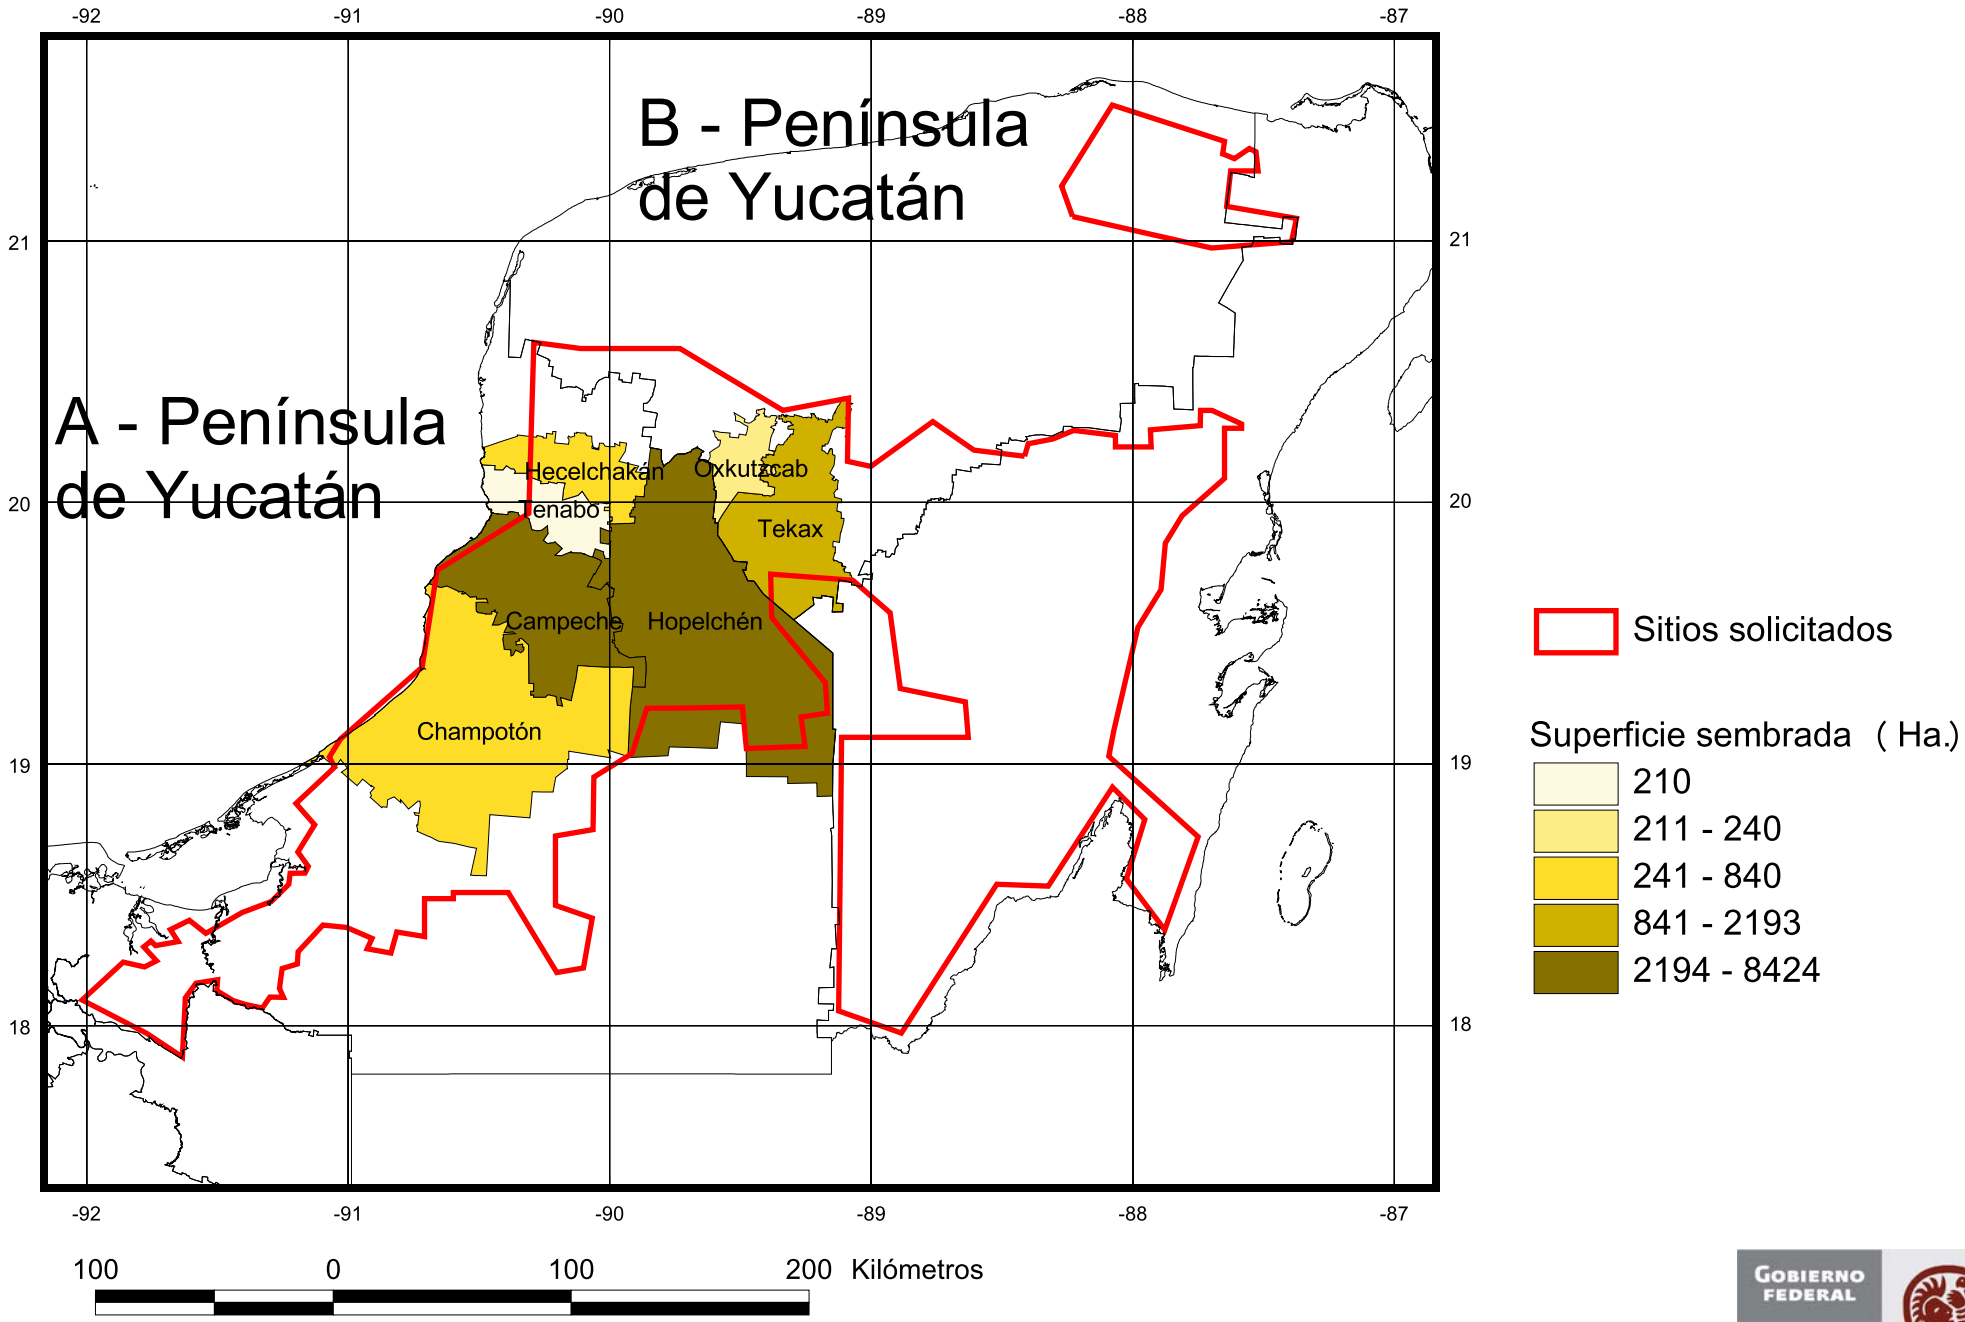 -92 -91 -90 -89 -88 -87
B - Península
de Yucatán
21 21
A - Península
de Yucatán
Hecelchakán Oxkutzcab
20 20
Tenabo
Tekax
Campeche Hopelchén
Champotón
19 19
18 18
-92 -91 -90 -89 -88 -87
100 0 100 200 Kilómetros
Sitios solicitados
Superficie sembrada ( Ha.)
210
211 - 240
241 - 840
841 - 2193
2194 - 8424
GOBIERNO
FEDERAL